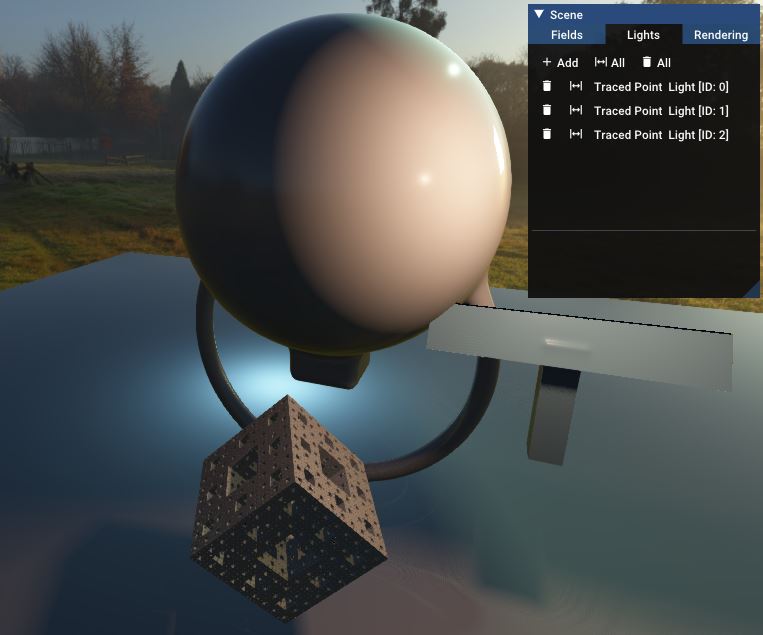 Scene
Fields Lights Rendering
Add All All
Traced Point Light [ID: 0]
Traced Point Light [ID: 1]
Traced Point Light [ID: 2]